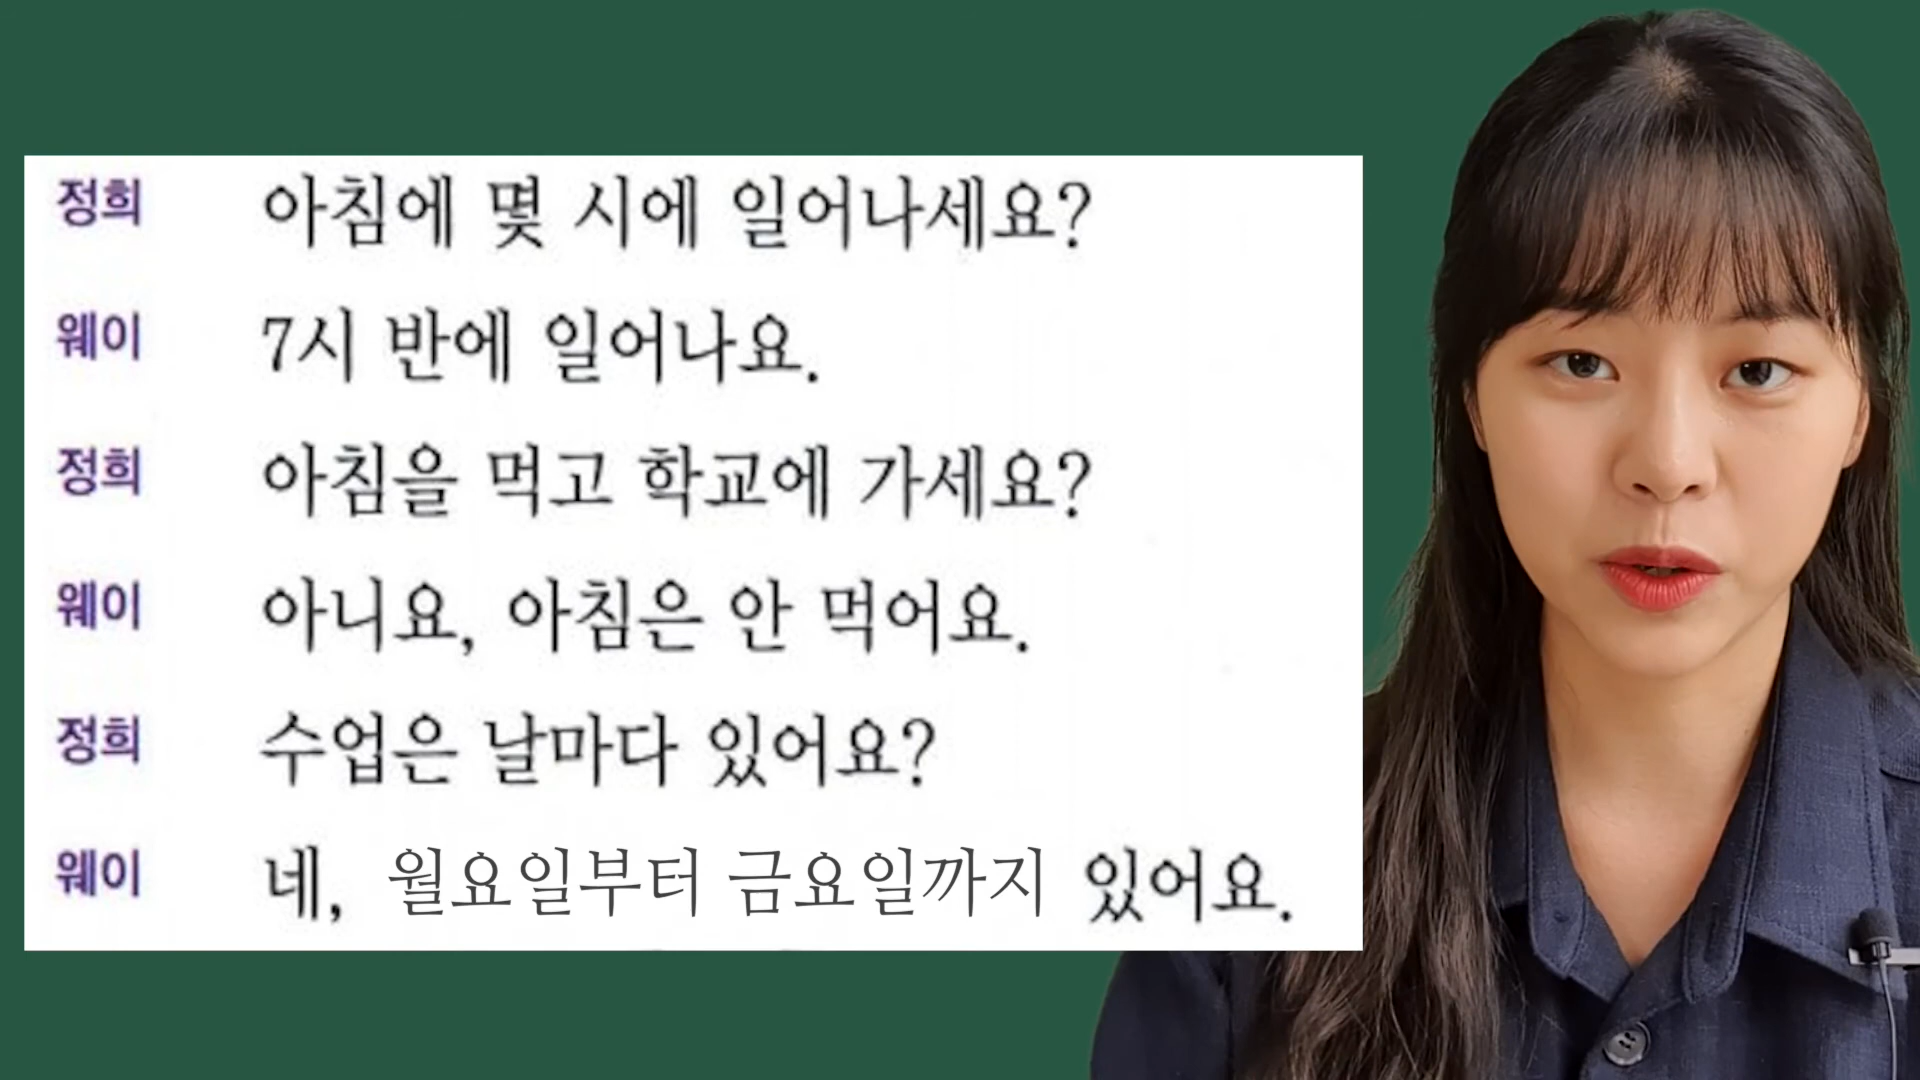 정희 아침에 몇 시에 일어나세요?
웨이 7시 반에 일어나요.
정희 아침을 먹고 학교에 가세요?
웨이 아니요, 아침은 안 먹어요.
정희 수업은 날마다 있어요?
웨이 네, 월요일부터 금요일까지 있어요.